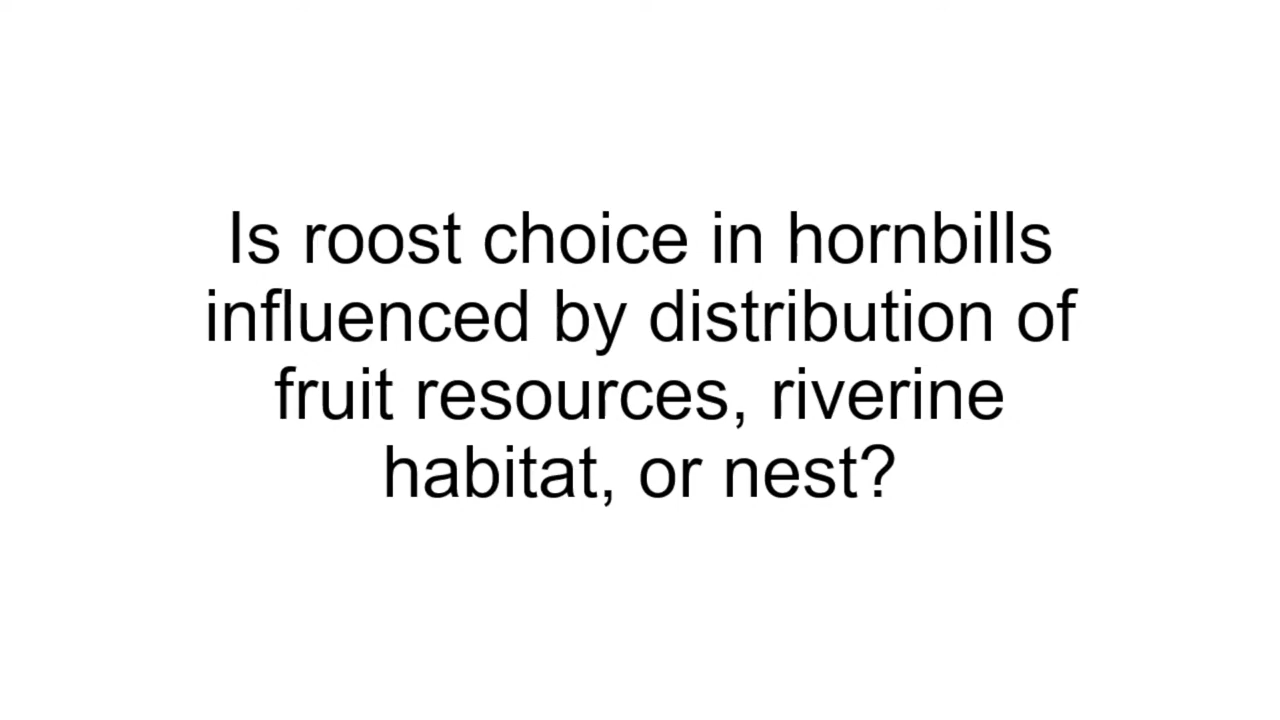 Is roost choice in hornbills
influenced by distribution of
fruit resources, riverine
habitat, or nest?